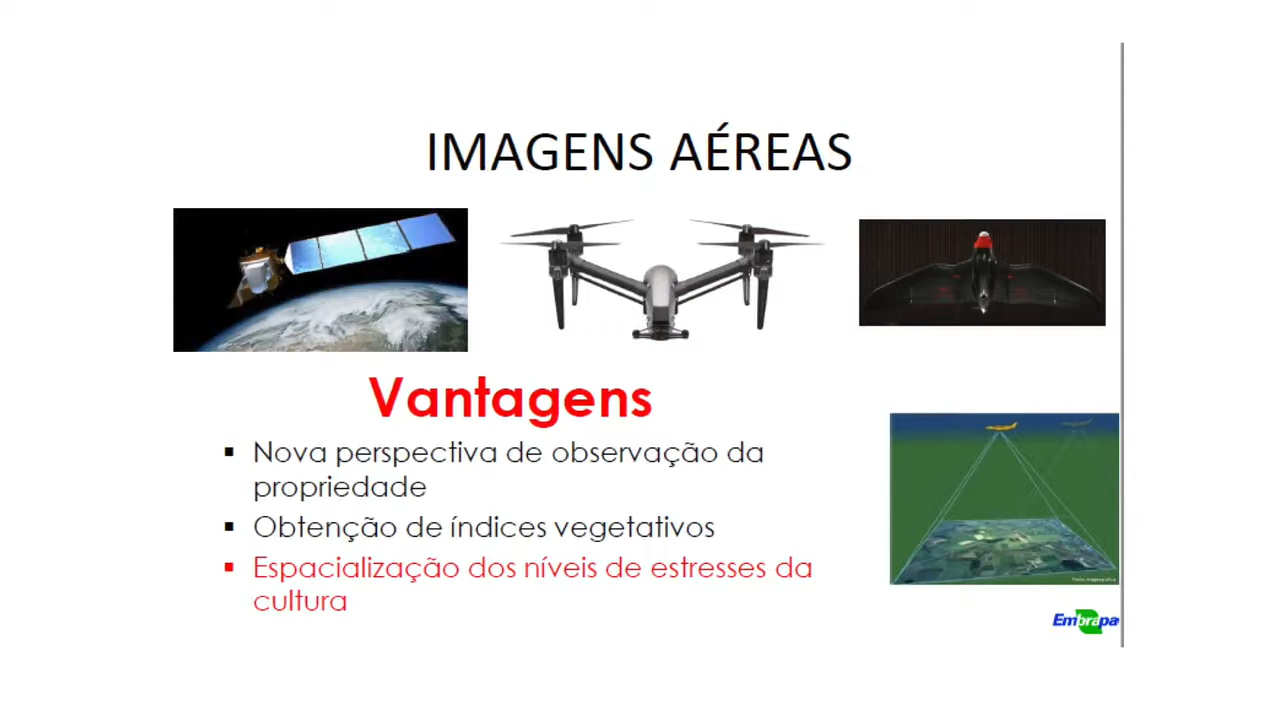 IMAGENS AÉREAS
Vantagens
▪ Nova perspectiva de observação da
propriedade
▪ Obtenção de índices vegetativos
▪ Espacialização dos níveis de estresses da
cultura
Embrapa